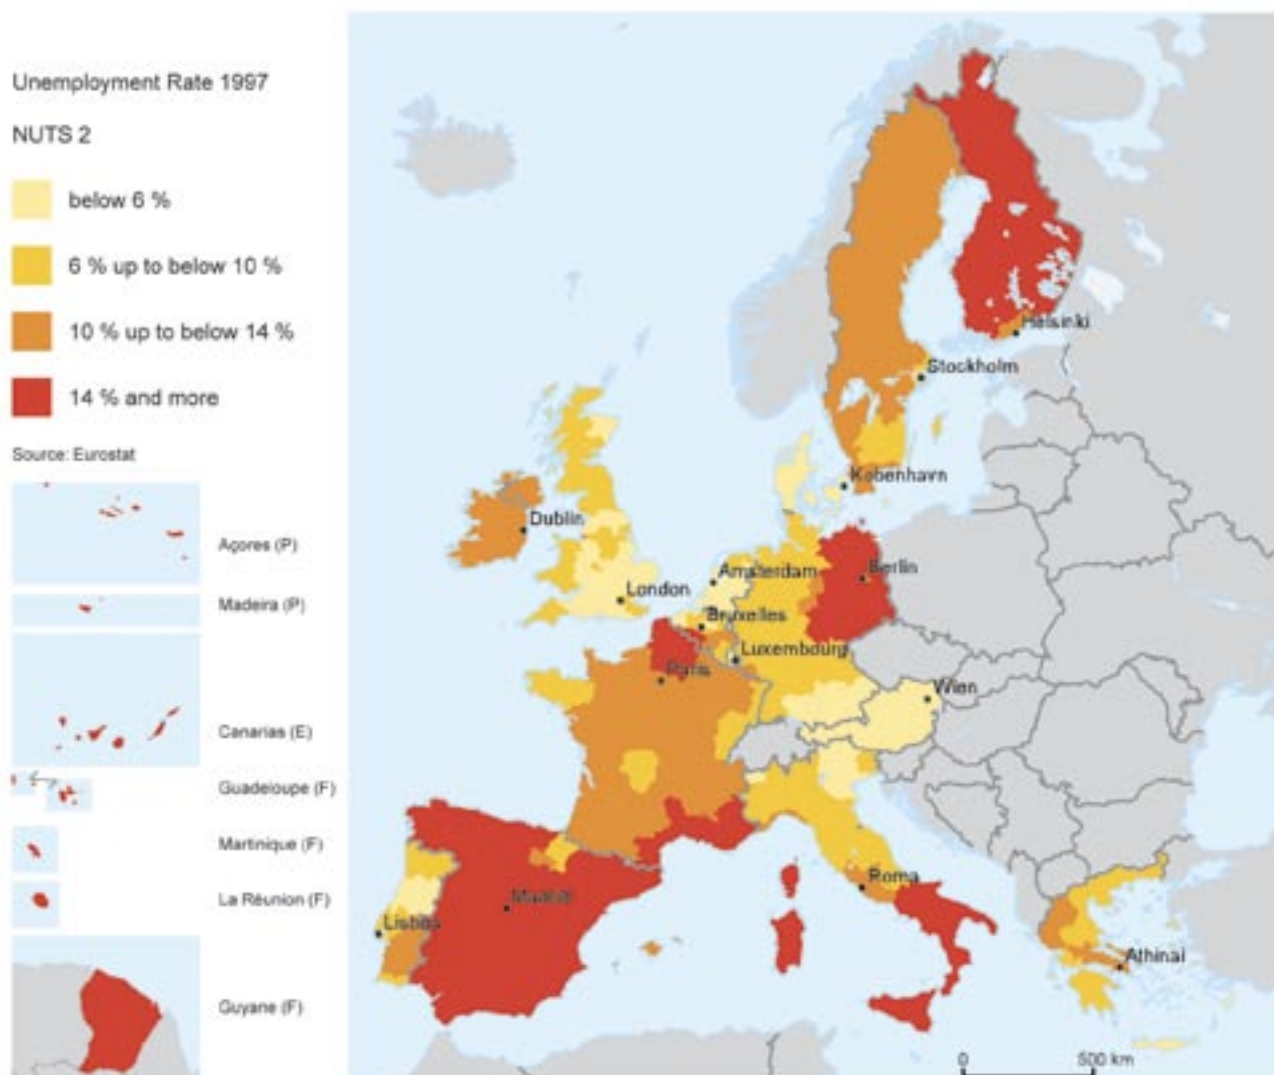 Unemployment Rate 1997
NUTS 2
below 6 %
6 % up to below 10 %
10 % up to below 14 %
14 % and more
Source: Eurostat
Açores (P)
Madeira (P)
Canarias (E)
Guadeloupe (F)
Martinique (F)
La Réunion (F)
Guyane (F)
Helsinki
Stockholm
Kobenhavn
Dublin
Berlin
Amsterdam
London
Bruxelles
Luxembourg
Paris
Wien
Roma
Madrid
Lisboa
Athinai
0 500 km